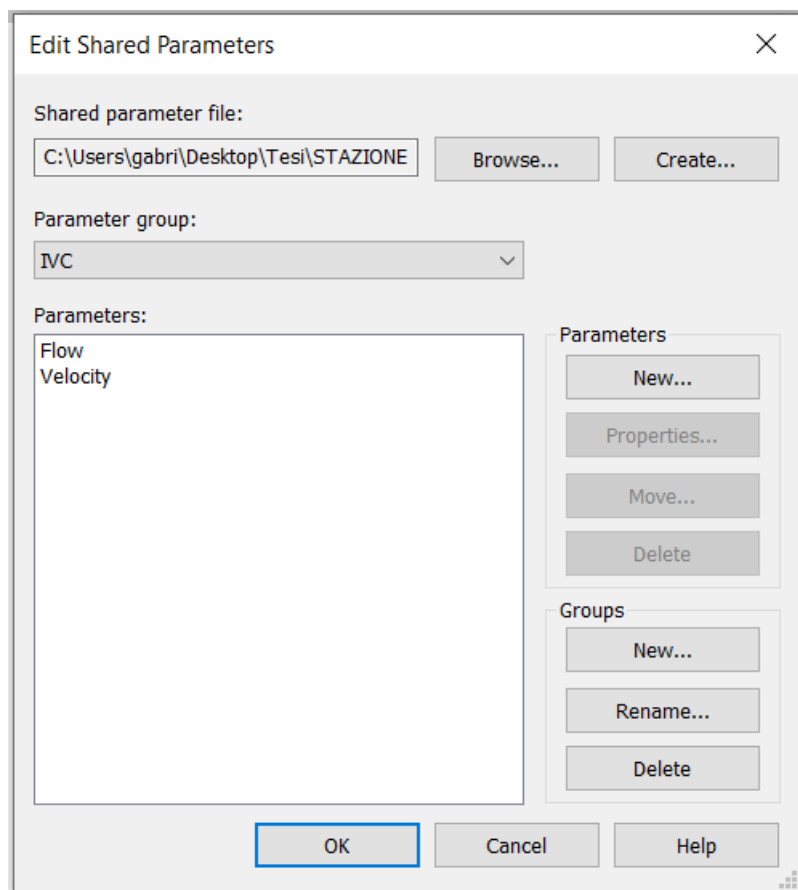 Edit Shared Parameters
Shared parameter file:
C:\Users\gabri\Desktop\Tesi\STAZIONE
Browse...
Create...
Parameter group:
IVC
Parameters:
Flow
Velocity
Parameters
New...
Properties...
Move...
Delete
Groups
New...
Rename...
Delete
OK
Cancel
Help